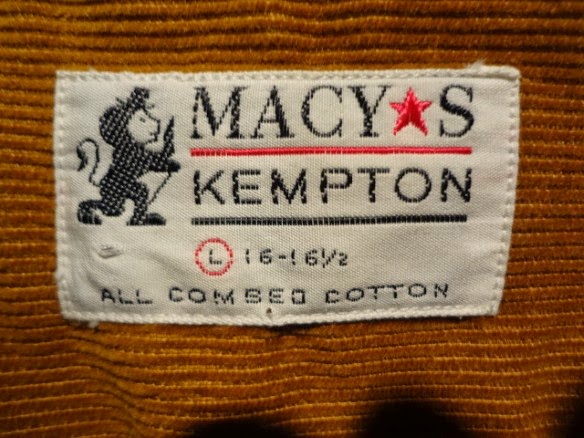 MACY★S
KEMPTON
L 16-16½
ALL COMBED COTTON